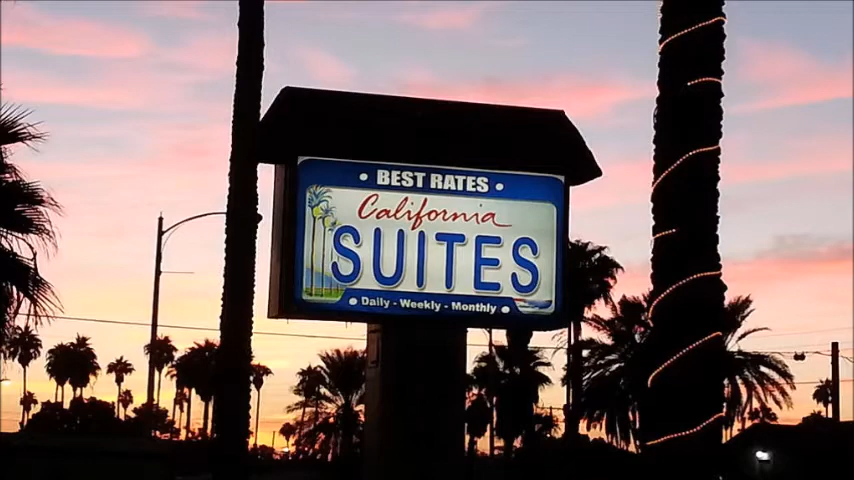 • BEST RATES •
California
SUITES
• Daily - Weekly - Monthly •